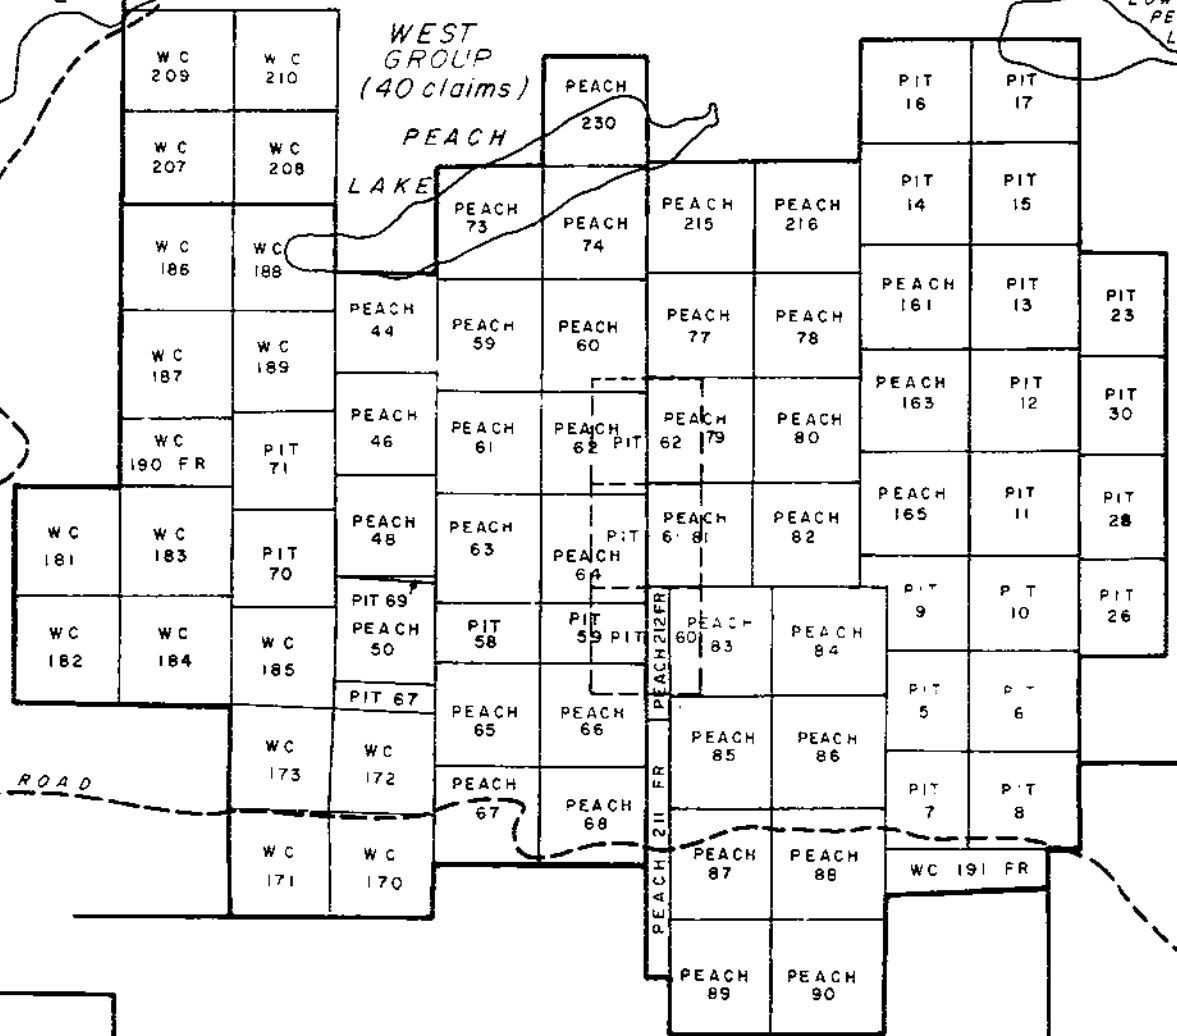 WEST
GROUP
(40 claims)
PEACH
LAKE
PE
L
W C
209
W C
210
W C
207
W C
208
W C
186
W C
188
W C
187
W C
189
W C
190 FR
PIT
71
W C
181
W C
183
PIT
70
W C
182
W C
184
W C
185
W C
173
W C
172
W C
171
W C
170
PEACH
44
PEACH
46
PEACH
48
PIT 69
PEACH
50
PIT 67
PEACH
230
PEACH
73
PEACH
74
PEACH
59
PEACH
60
PEACH
61
PEACH
62
PEACH
63
PEACH
64
PIT
58
PIT
59
PEACH
65
PEACH
66
PEACH
67
PEACH
68
PIT 62
PIT
PIT 60
PEACH
215
PEACH
216
PEACH
77
PEACH
78
PEACH
79
PEACH
80
PEACH
81
PEACH
82
PEACH 212 FR
PEACH 211 FR
PEACH
83
PEACH
84
PEACH
85
PEACH
86
PEACH
87
PEACH
88
PEACH
89
PEACH
90
PIT
16
PIT
17
PIT
14
PIT
15
PEACH
161
PIT
13
PEACH
163
PIT
12
PEACH
165
PIT
11
PIT
9
PIT
10
PIT
5
PIT
6
PIT
7
PIT
8
WC 191 FR
PIT
23
PIT
30
PIT
28
PIT
26
ROAD